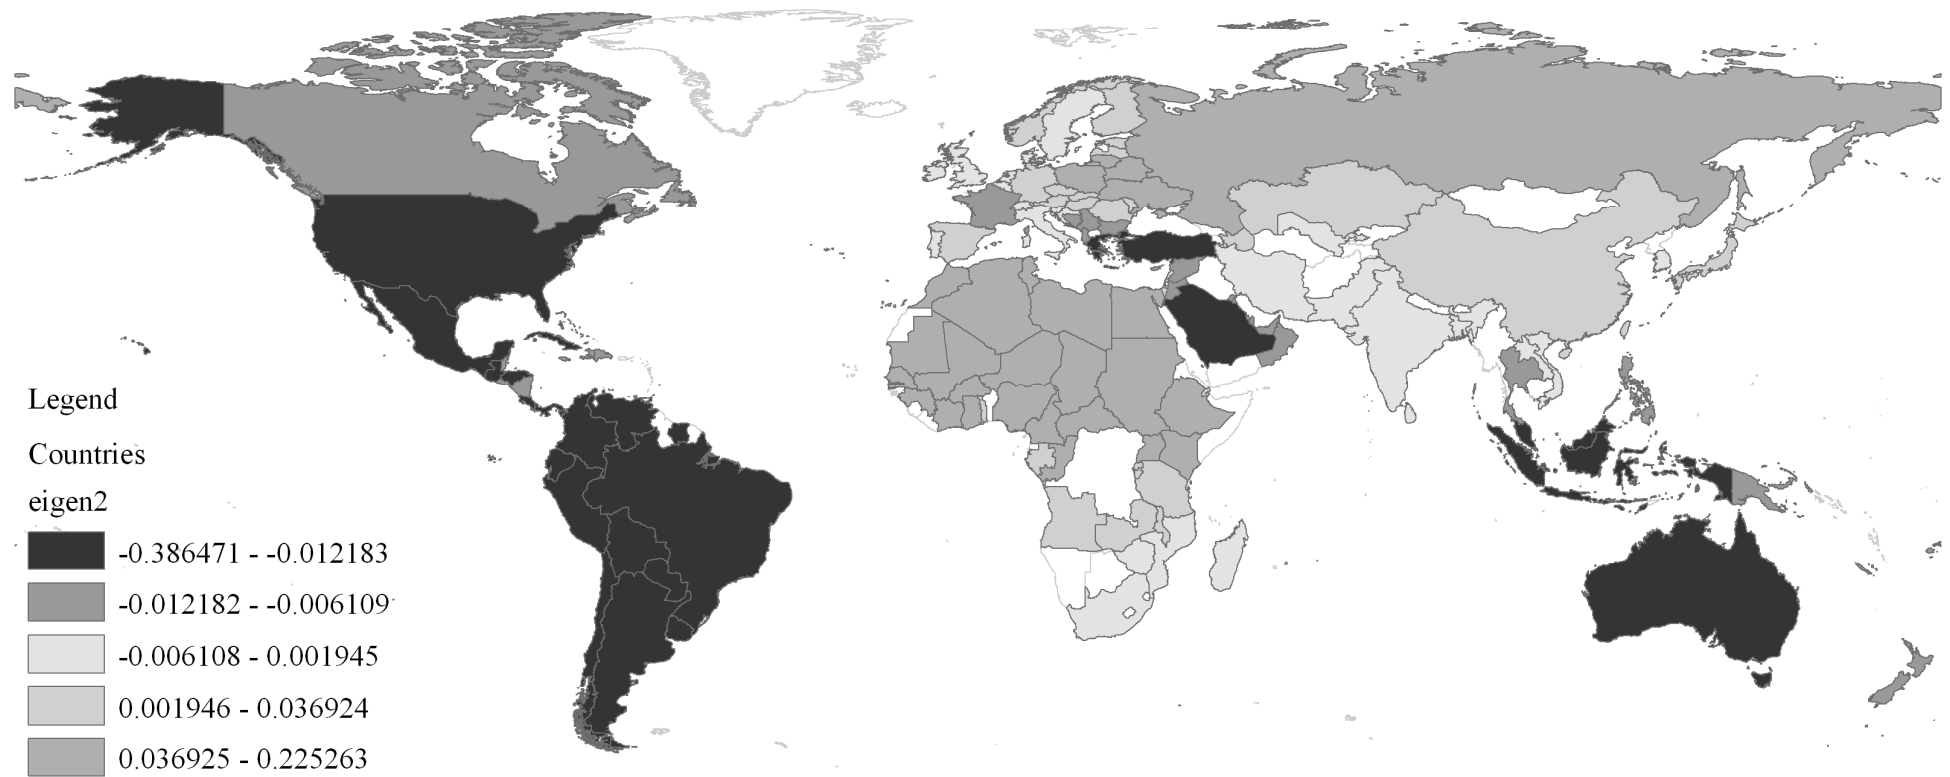 Legend
Countries
eigen2
-0.386471 - -0.012183
-0.012182 - -0.006109
-0.006108 - 0.001945
0.001946 - 0.036924
0.036925 - 0.225263